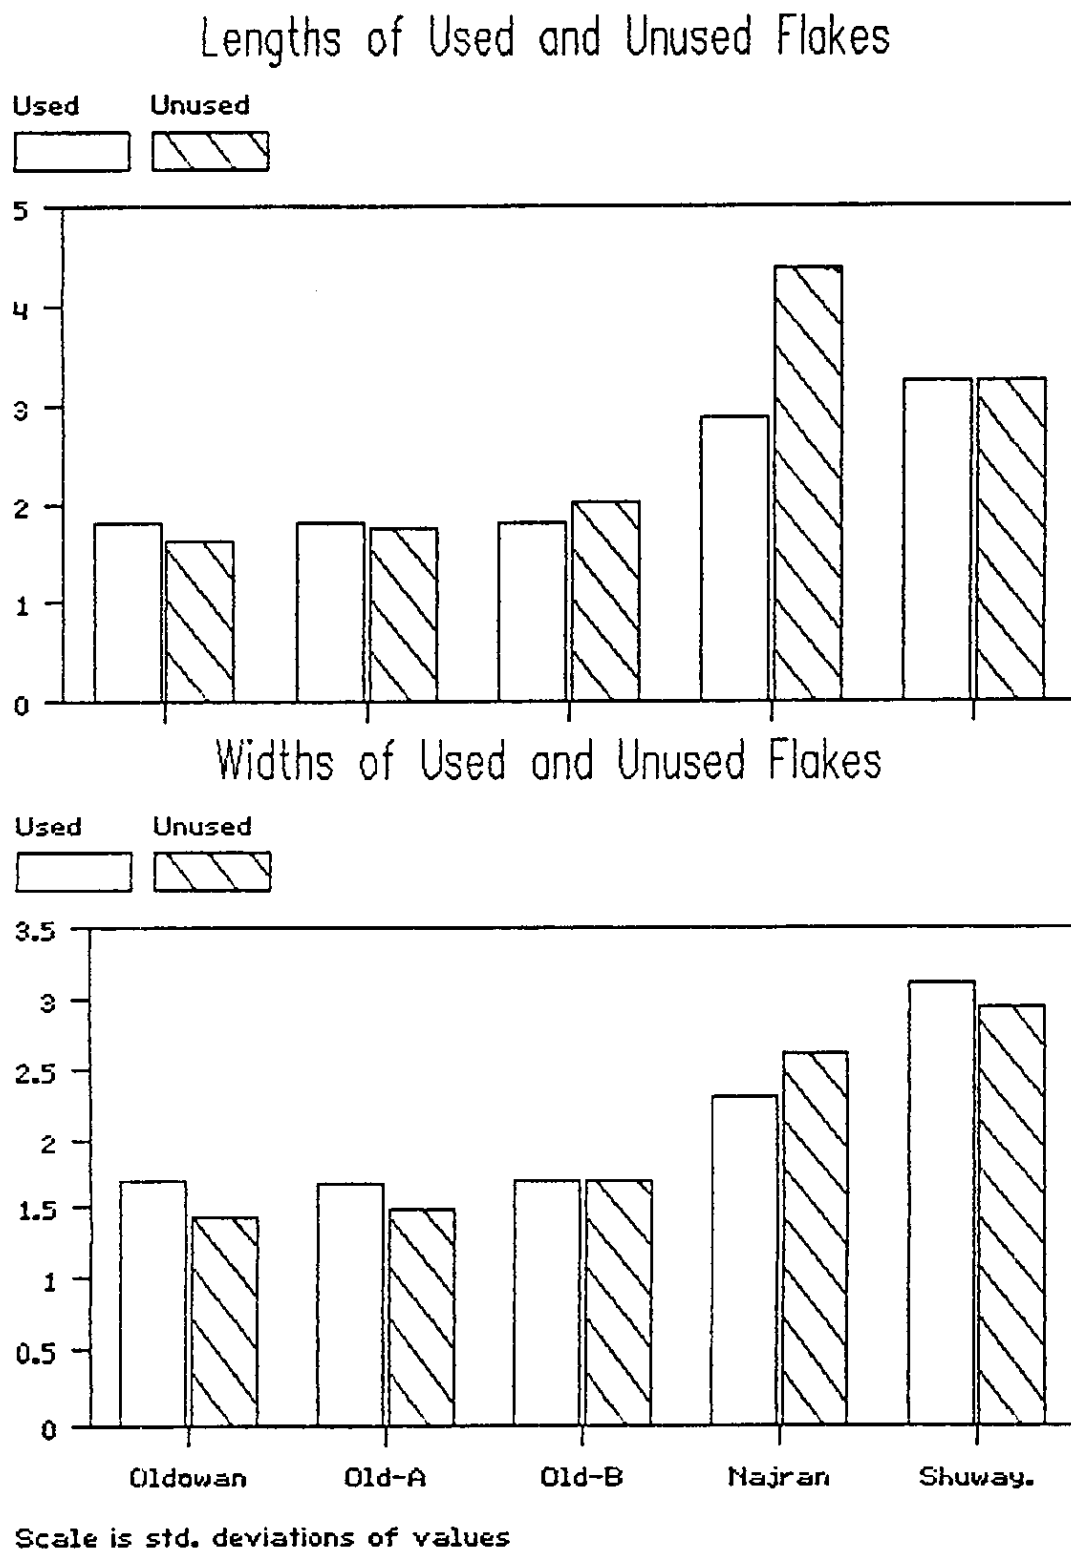 Lengths of Used and Unused Flakes
Used Unused
5
4
3
2
1
0
Widths of Used and Unused Flakes
Used Unused
3.5
3
2.5
2
1.5
1
0.5
0
Oldowan Old-A Old-B Najran Shuway.
Scale is std. deviations of values